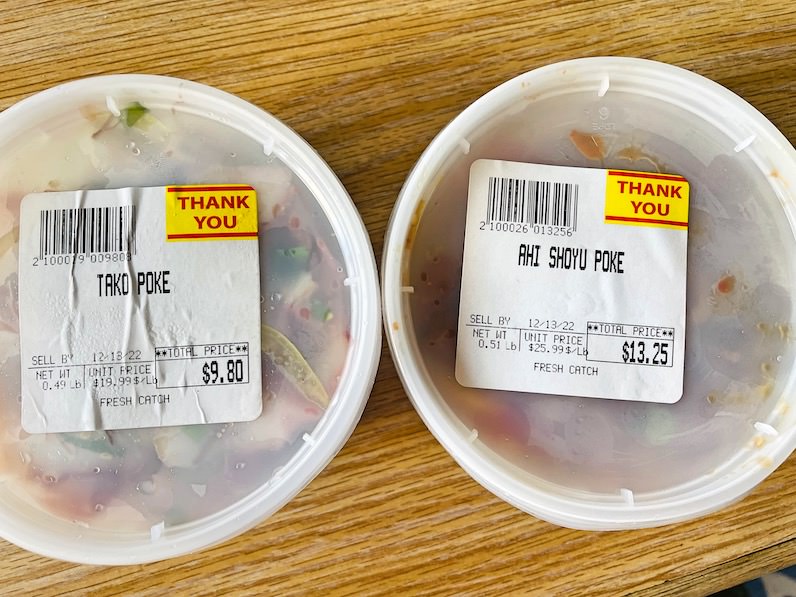 THANK
YOU
2 100019 009808
TAKO POKE
SELL BY 12/13/22
**TOTAL PRICE**
NET WT UNIT PRICE
0.49 Lb $19.99$/Lb
$9.80
FRESH CATCH
THANK
YOU
2 100026 013256
AHI SHOYU POKE
SELL BY 12/13/22
**TOTAL PRICE**
NET WT UNIT PRICE
0.51 Lb $25.99$/Lb
$13.25
FRESH CATCH